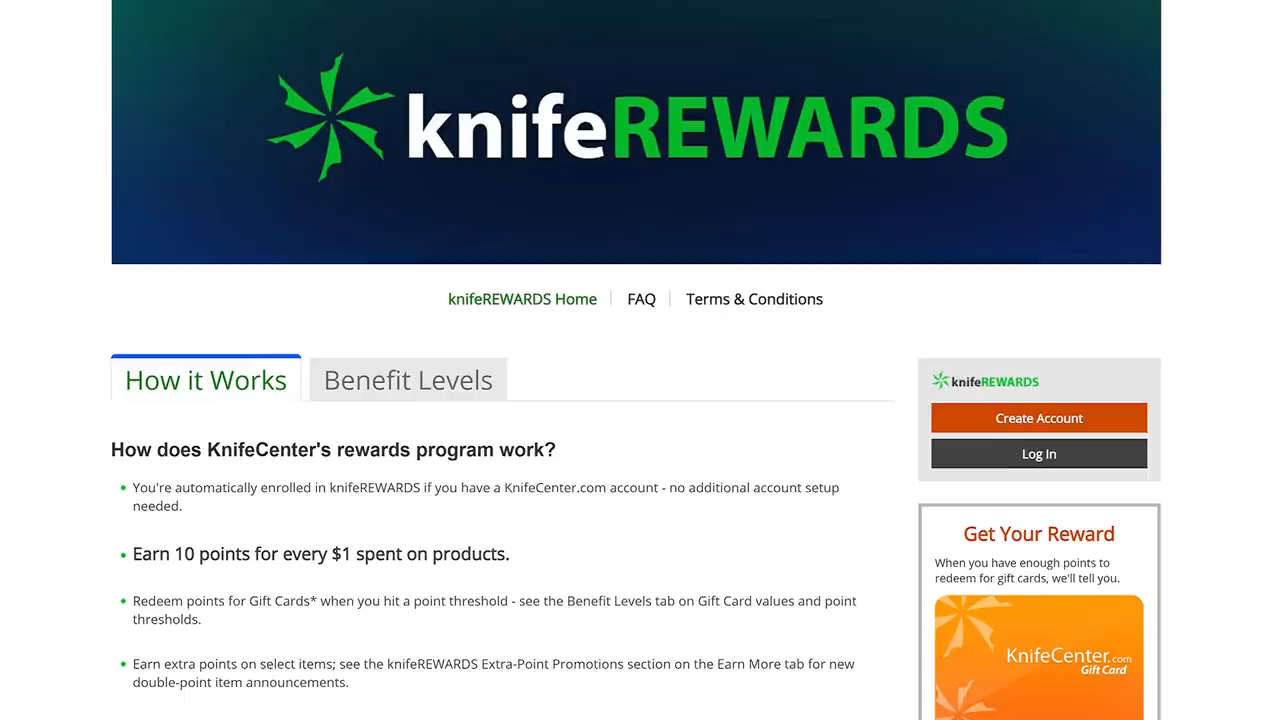 knifeREWARDS
knifeREWARDS Home
FAQ
Terms & Conditions
How it Works
Benefit Levels
How does KnifeCenter's rewards program work?
You're automatically enrolled in knifeREWARDS if you have a KnifeCenter.com account - no additional account setup
needed.
Earn 10 points for every $1 spent on products.
Redeem points for Gift Cards* when you hit a point threshold - see the Benefit Levels tab on Gift Card values and point
thresholds.
Earn extra points on select items; see the knifeREWARDS Extra-Point Promotions section on the Earn More tab for new
double-point item announcements.
knifeREWARDS
Create Account
Log In
Get Your Reward
When you have enough points to
redeem for gift cards, we'll tell you.
KnifeCenter.com
Gift Card